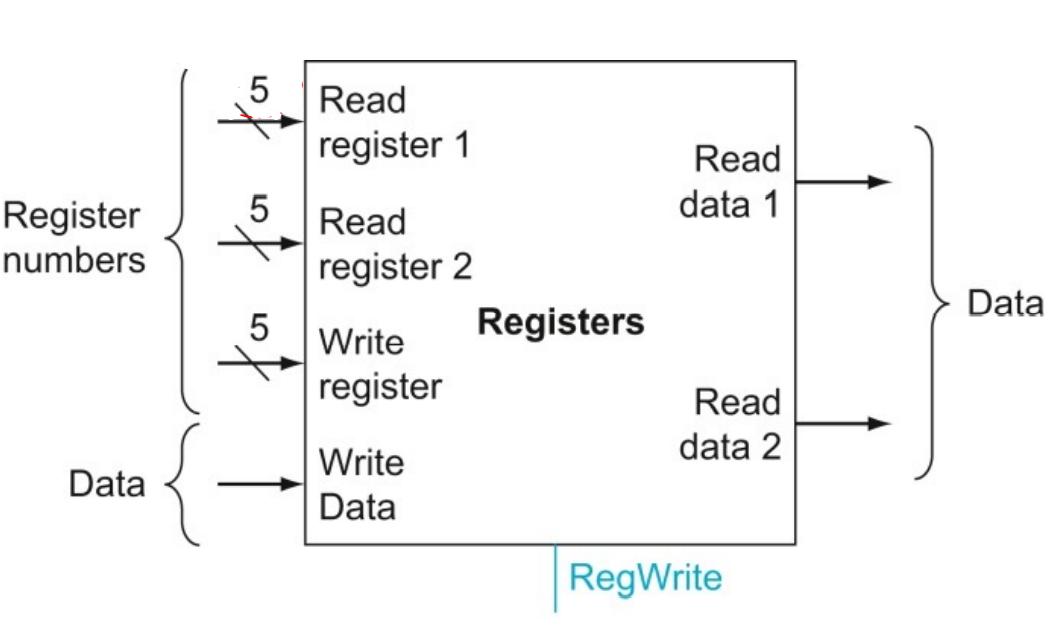 5
Read
register 1
Read
data 1
5
Register
numbers
Read
register 2
Data
Registers
5
Write
register
Read
data 2
Data
Write
Data
RegWrite